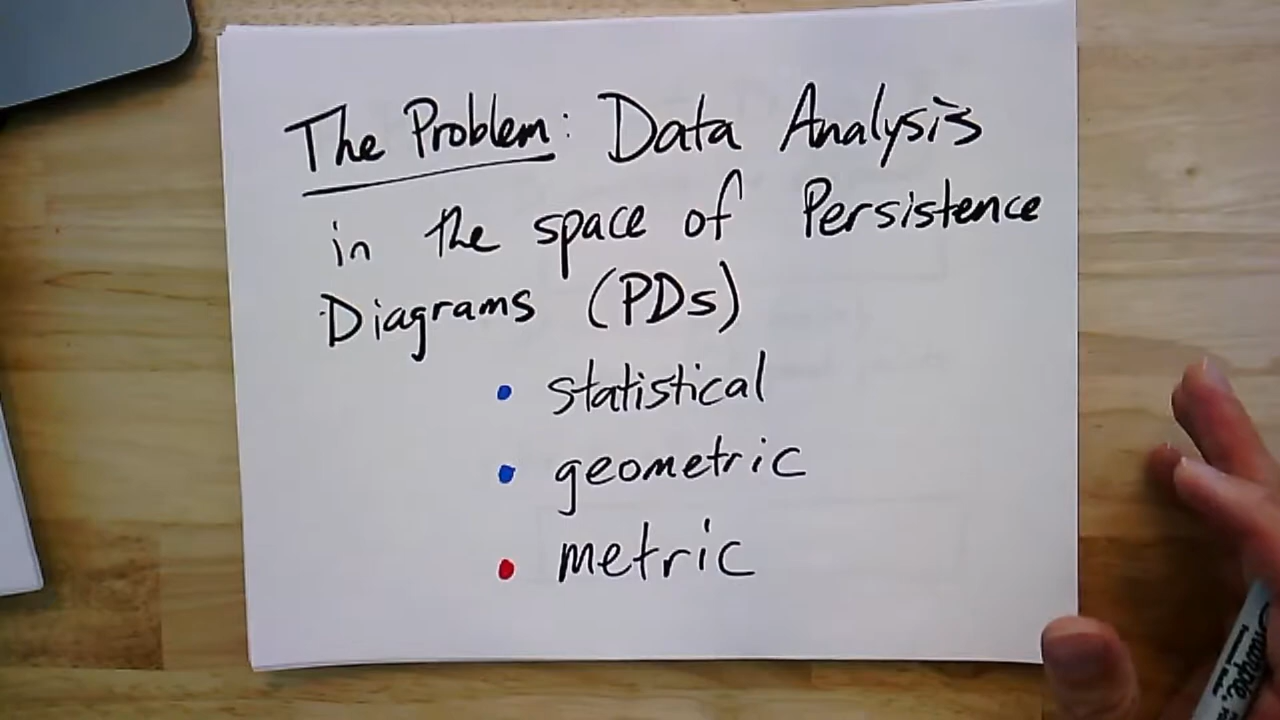 The Problem: Data Analysis
in the space of Persistence
Diagrams (PDs)
• statistical
• geometric
• metric